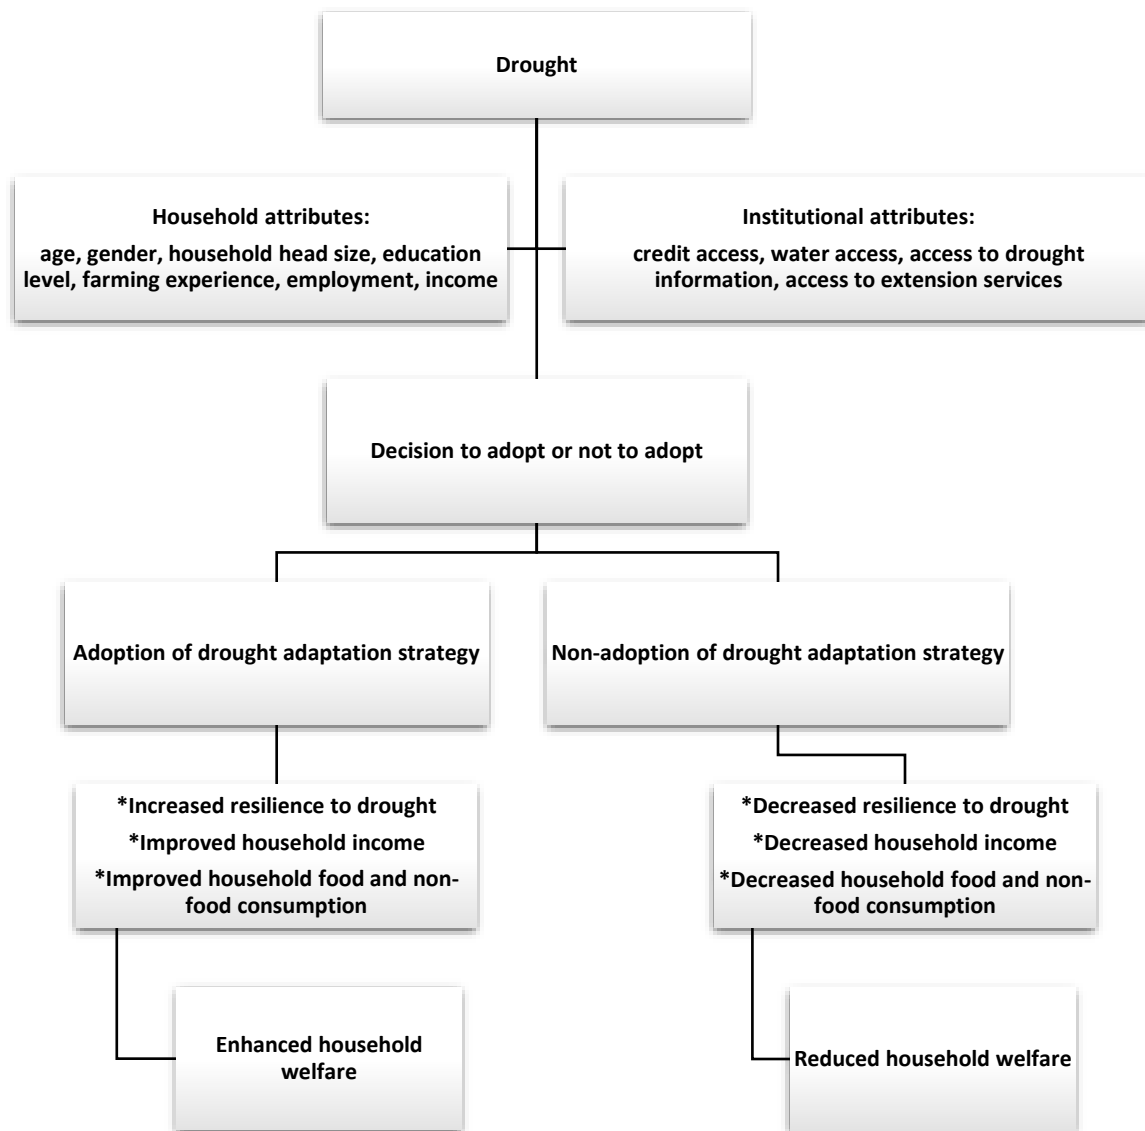 Drought
Household attributes:
age, gender, household head size, education
level, farming experience, employment, income
Institutional attributes:
credit access, water access, access to drought
information, access to extension services
Decision to adopt or not to adopt
Adoption of drought adaptation strategy
Non-adoption of drought adaptation strategy
*Increased resilience to drought
*Improved household income
*Improved household food and non-
food consumption
*Decreased resilience to drought
*Decreased household income
*Decreased household food and non-
food consumption
Enhanced household
welfare
Reduced household welfare